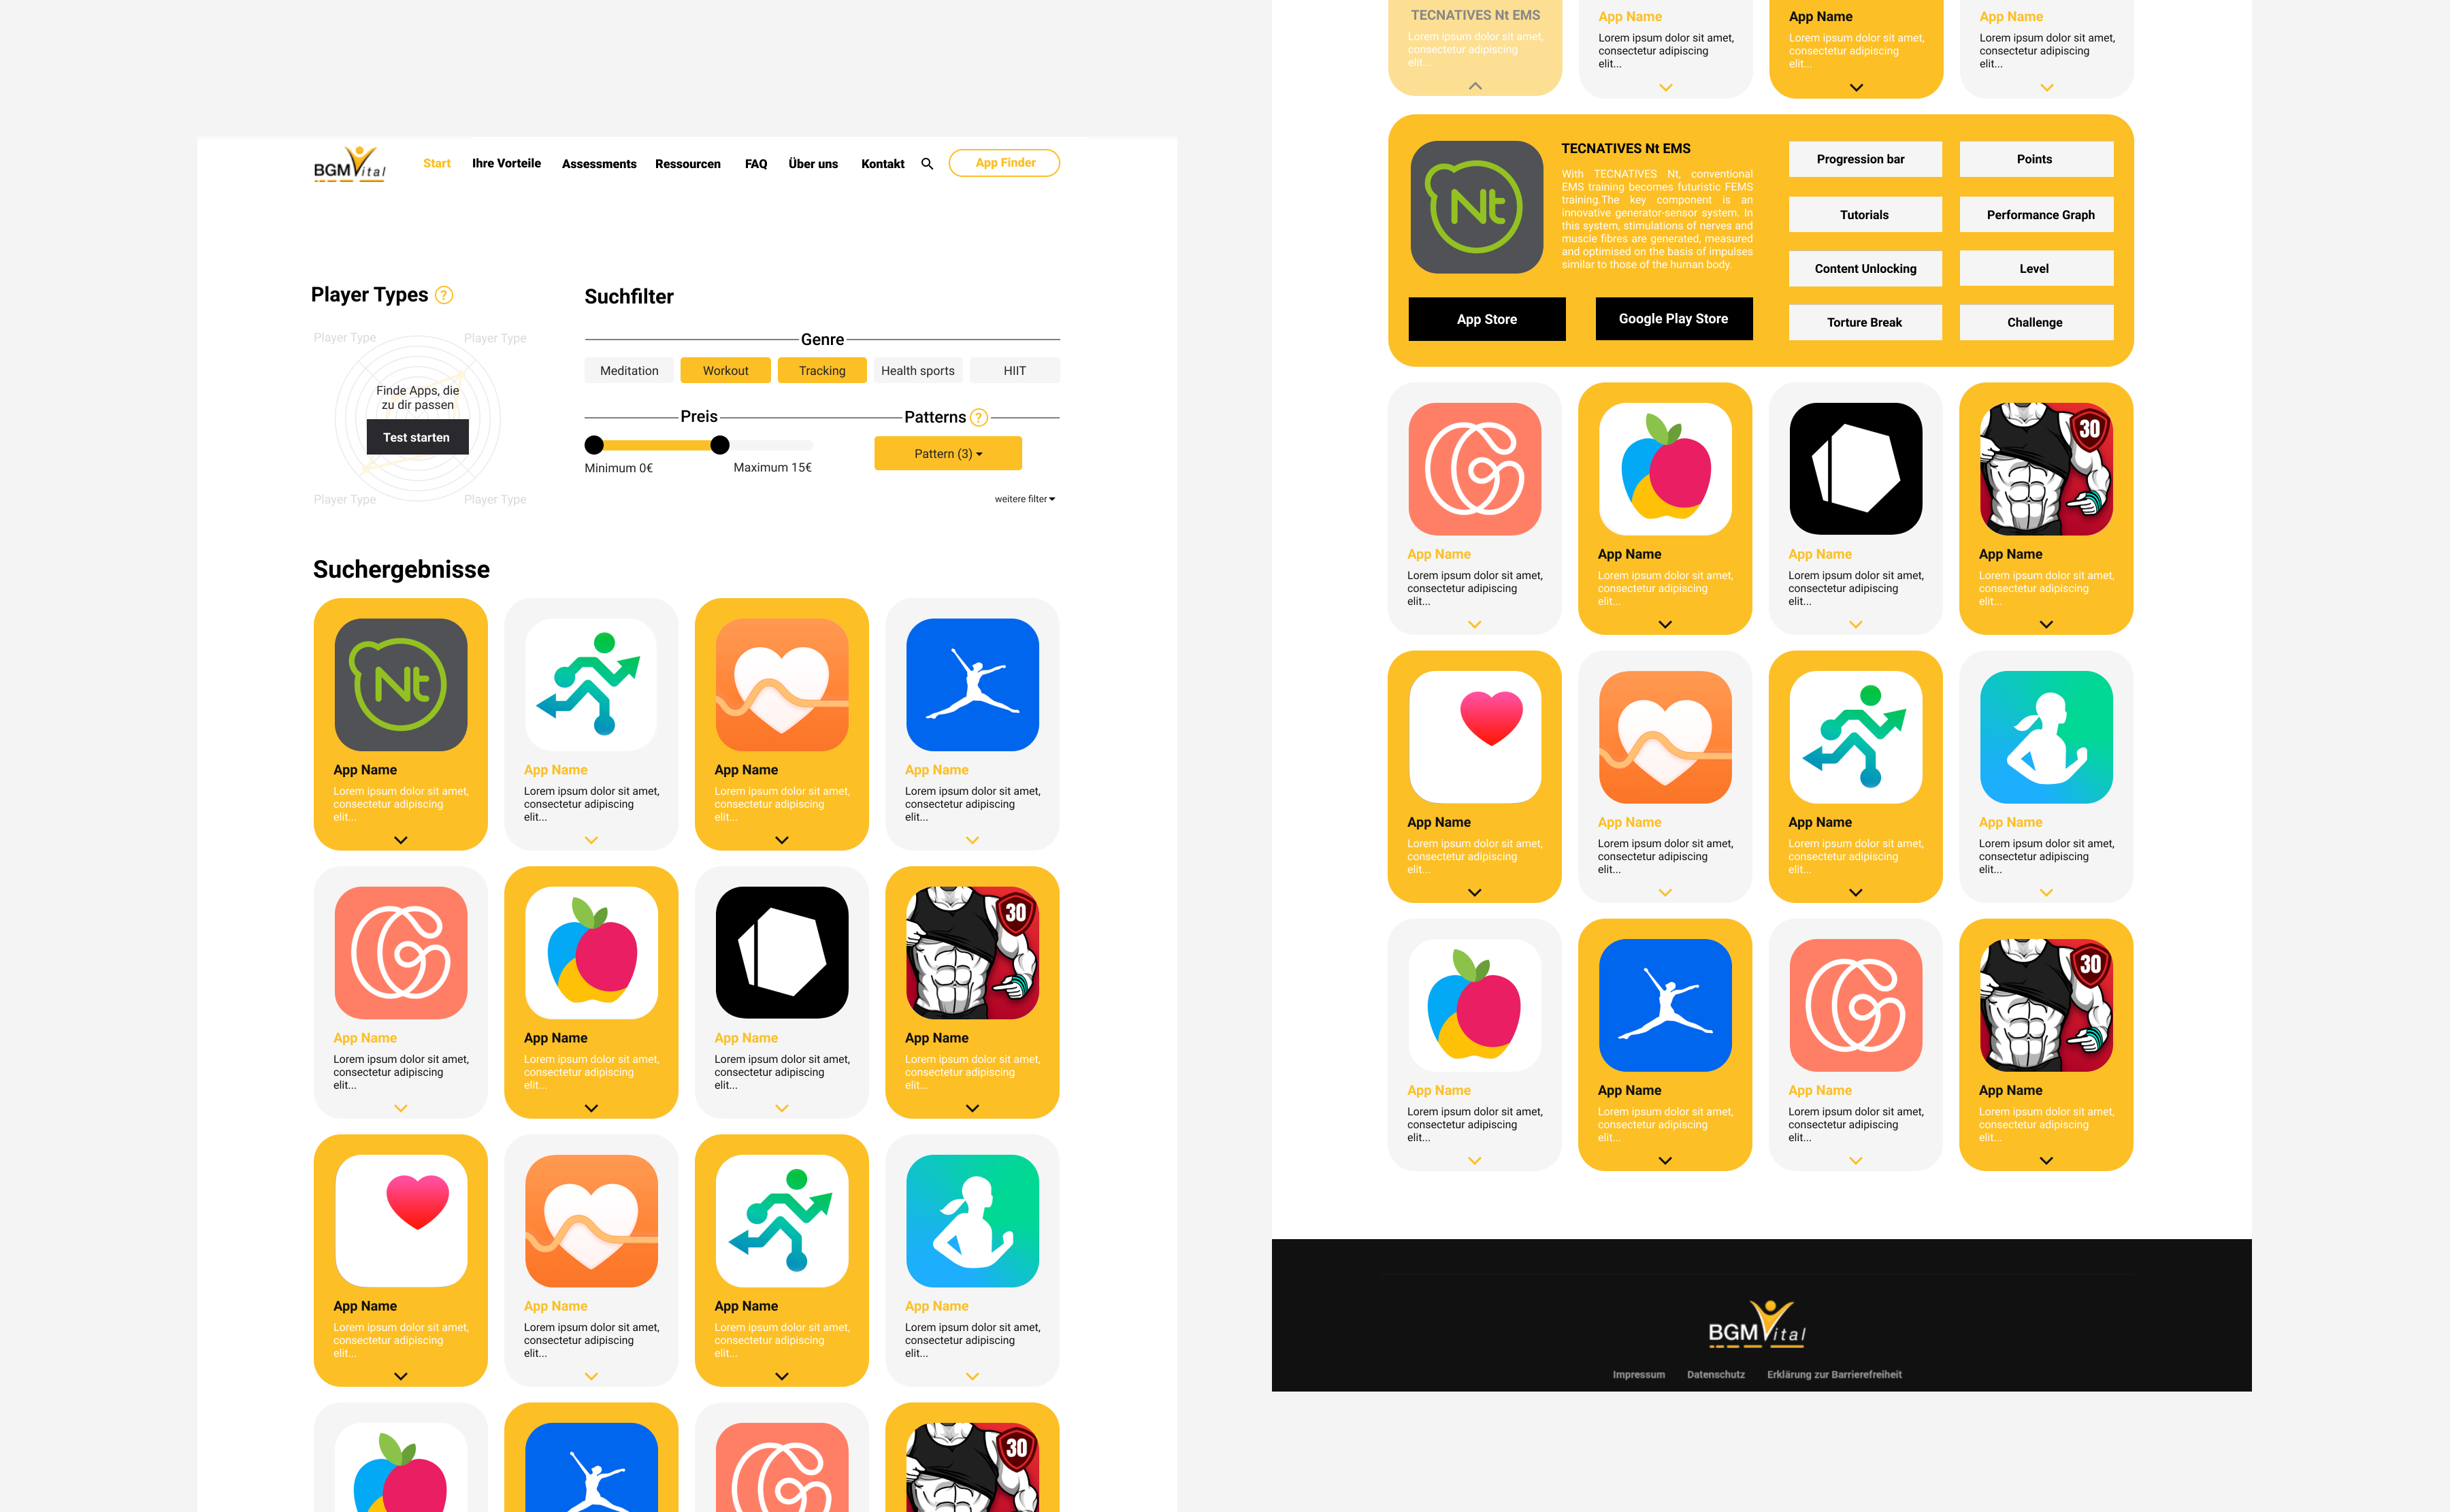 BGMVital
Start
Ihre Vorteile
Assessments
Ressourcen
FAQ
Über uns
Kontakt
App Finder
Player Types ?
Player Type
Player Type
Finde Apps, die
zu dir passen
Test starten
Player Type
Player Type
Suchfilter
Genre
Meditation
Workout
Tracking
Health sports
HIIT
Preis
Minimum 0€
Maximum 15€
Patterns ?
Pattern (3)
weitere filter
Suchergebnisse
Nt
App Name
Lorem ipsum dolor sit amet,
consectetur adipiscing
elit...
App Name
Lorem ipsum dolor sit amet,
consectetur adipiscing
elit...
App Name
Lorem ipsum dolor sit amet,
consectetur adipiscing
elit...
App Name
Lorem ipsum dolor sit amet,
consectetur adipiscing
elit...
App Name
Lorem ipsum dolor sit amet,
consectetur adipiscing
elit...
App Name
Lorem ipsum dolor sit amet,
consectetur adipiscing
elit...
App Name
Lorem ipsum dolor sit amet,
consectetur adipiscing
elit...
30
App Name
Lorem ipsum dolor sit amet,
consectetur adipiscing
elit...
App Name
Lorem ipsum dolor sit amet,
consectetur adipiscing
elit...
App Name
Lorem ipsum dolor sit amet,
consectetur adipiscing
elit...
App Name
Lorem ipsum dolor sit amet,
consectetur adipiscing
elit...
App Name
Lorem ipsum dolor sit amet,
consectetur adipiscing
elit...
30
TECNATIVES Nt EMS
Lorem ipsum dolor sit amet,
consectetur adipiscing
elit...
App Name
Lorem ipsum dolor sit amet,
consectetur adipiscing
elit...
App Name
Lorem ipsum dolor sit amet,
consectetur adipiscing
elit...
App Name
Lorem ipsum dolor sit amet,
consectetur adipiscing
elit...
Nt
TECNATIVES Nt EMS
With TECNATIVES Nt, conventional
EMS training becomes futuristic FEMS
training.The key component is an
innovative generator-sensor system. In
this system, stimulations of nerves and
muscle fibres are generated, measured
and optimised on the basis of impulses
similar to those of the human body.
App Store
Google Play Store
Progression bar
Points
Tutorials
Performance Graph
Content Unlocking
Level
Torture Break
Challenge
App Name
Lorem ipsum dolor sit amet,
consectetur adipiscing
elit...
App Name
Lorem ipsum dolor sit amet,
consectetur adipiscing
elit...
App Name
Lorem ipsum dolor sit amet,
consectetur adipiscing
elit...
30
App Name
Lorem ipsum dolor sit amet,
consectetur adipiscing
elit...
App Name
Lorem ipsum dolor sit amet,
consectetur adipiscing
elit...
App Name
Lorem ipsum dolor sit amet,
consectetur adipiscing
elit...
App Name
Lorem ipsum dolor sit amet,
consectetur adipiscing
elit...
App Name
Lorem ipsum dolor sit amet,
consectetur adipiscing
elit...
App Name
Lorem ipsum dolor sit amet,
consectetur adipiscing
elit...
App Name
Lorem ipsum dolor sit amet,
consectetur adipiscing
elit...
App Name
Lorem ipsum dolor sit amet,
consectetur adipiscing
elit...
30
App Name
Lorem ipsum dolor sit amet,
consectetur adipiscing
elit...
BGMVital
Impressum
Datenschutz
Erklärung zur Barrierefreiheit